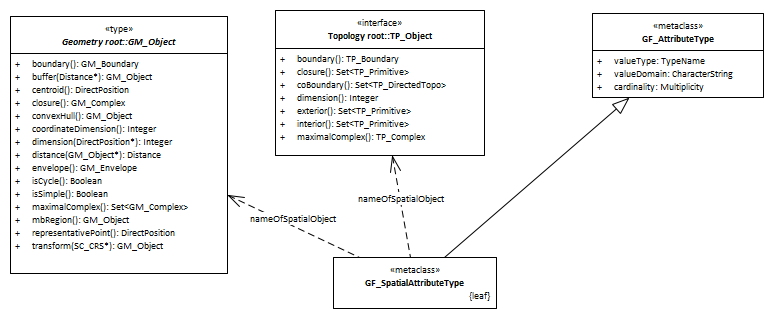 «type»
Geometry root::GM_Object
+ boundary(): GM_Boundary
+ buffer(Distance*): GM_Object
+ centroid(): DirectPosition
+ closure(): GM_Complex
+ convexHull(): GM_Object
+ coordinateDimension(): Integer
+ dimension(DirectPosition*): Integer
+ distance(GM_Object*): Distance
+ envelope(): GM_Envelope
+ isCycle(): Boolean
+ isSimple(): Boolean
+ maximalComplex(): Set<GM_Complex>
+ mbRegion(): GM_Object
+ representativePoint(): DirectPosition
+ transform(SC_CRS*): GM_Object
«interface»
Topology root::TP_Object
+ boundary(): TP_Boundary
+ closure(): Set<TP_Primitive>
+ coBoundary(): Set<TP_DirectedTopo>
+ dimension(): Integer
+ exterior(): Set<TP_Primitive>
+ interior(): Set<TP_Primitive>
+ maximalComplex(): TP_Complex
«metaclass»
GF_AttributeType
+ valueType: TypeName
+ valueDomain: CharacterString
+ cardinality: Multiplicity
nameOfSpatialObject
nameOfSpatialObject
«metaclass»
GF_SpatialAttributeType
{leaf}